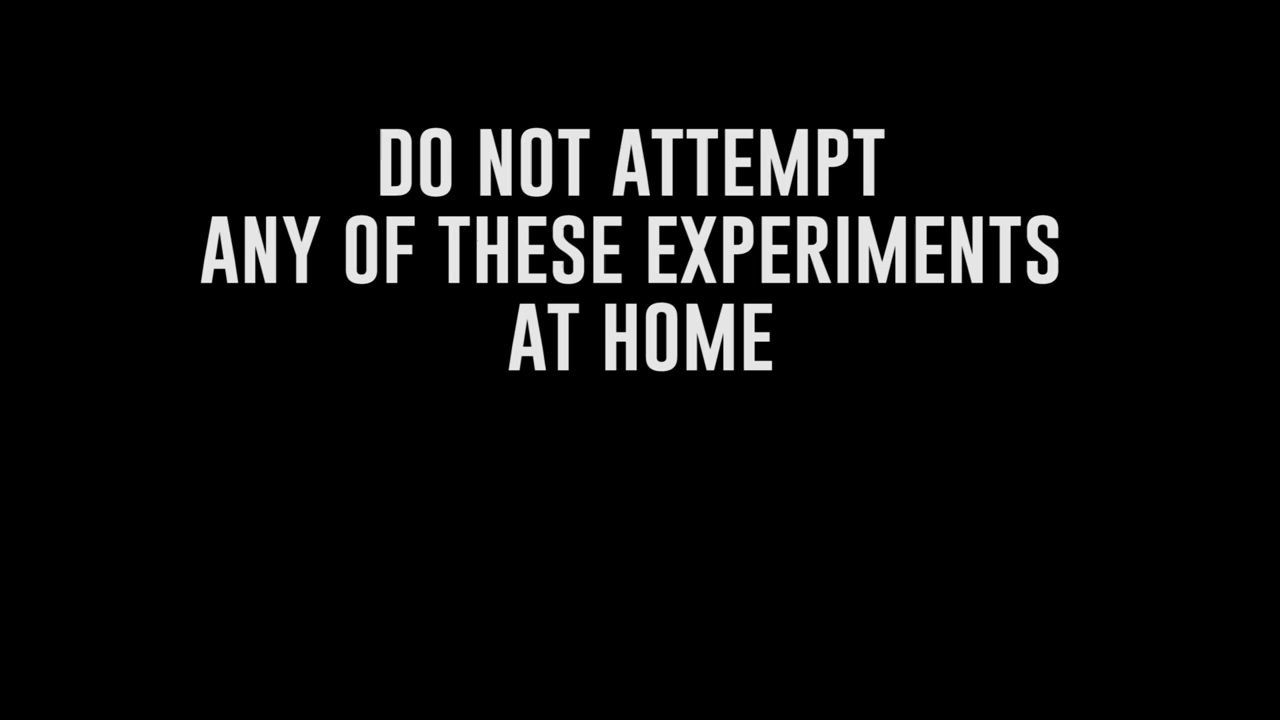 DO NOT ATTEMPT
ANY OF THESE EXPERIMENTS
AT HOME